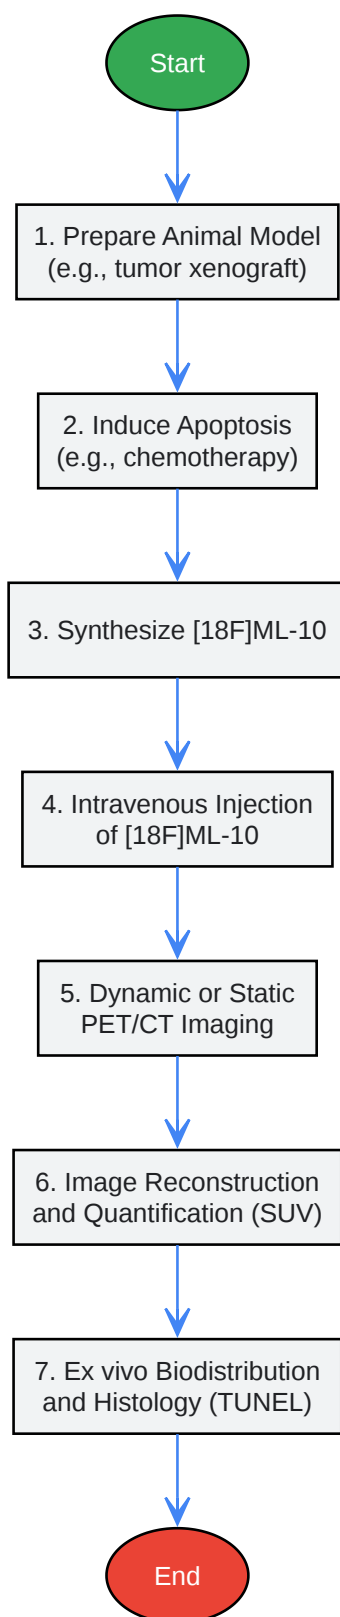 Start
1. Prepare Animal Model
(e.g., tumor xenograft)
2. Induce Apoptosis
(e.g., chemotherapy)
3. Synthesize [18F]ML-10
4. Intravenous Injection
of [18F]ML-10
5. Dynamic or Static
PET/CT Imaging
6. Image Reconstruction
and Quantification (SUV)
7. Ex vivo Biodistribution
and Histology (TUNEL)
End